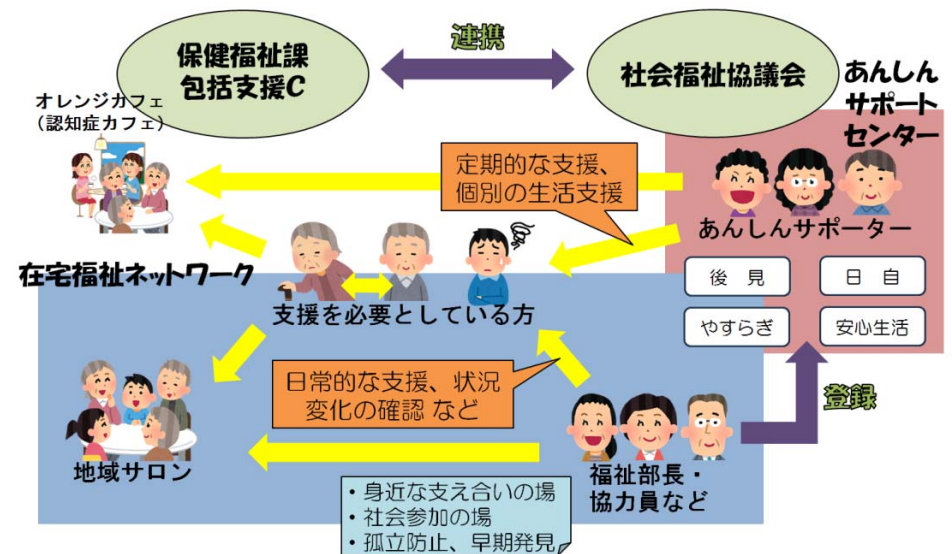 保健福祉課
包括支援C
連携
社会福祉協議会
あんしん
サポート
センター
オレンジカフェ
（認知症カフェ）
定期的な支援、
個別の生活支援
あんしんサポーター
後 見
日 自
やすらぎ
安心生活
在宅福祉ネットワーク
支援を必要としている方
日常的な支援、状況
変化の確認 など
登録
地域サロン
福祉部長・
協力員など
・身近な支え合いの場
・社会参加の場
・孤立防止、早期発見